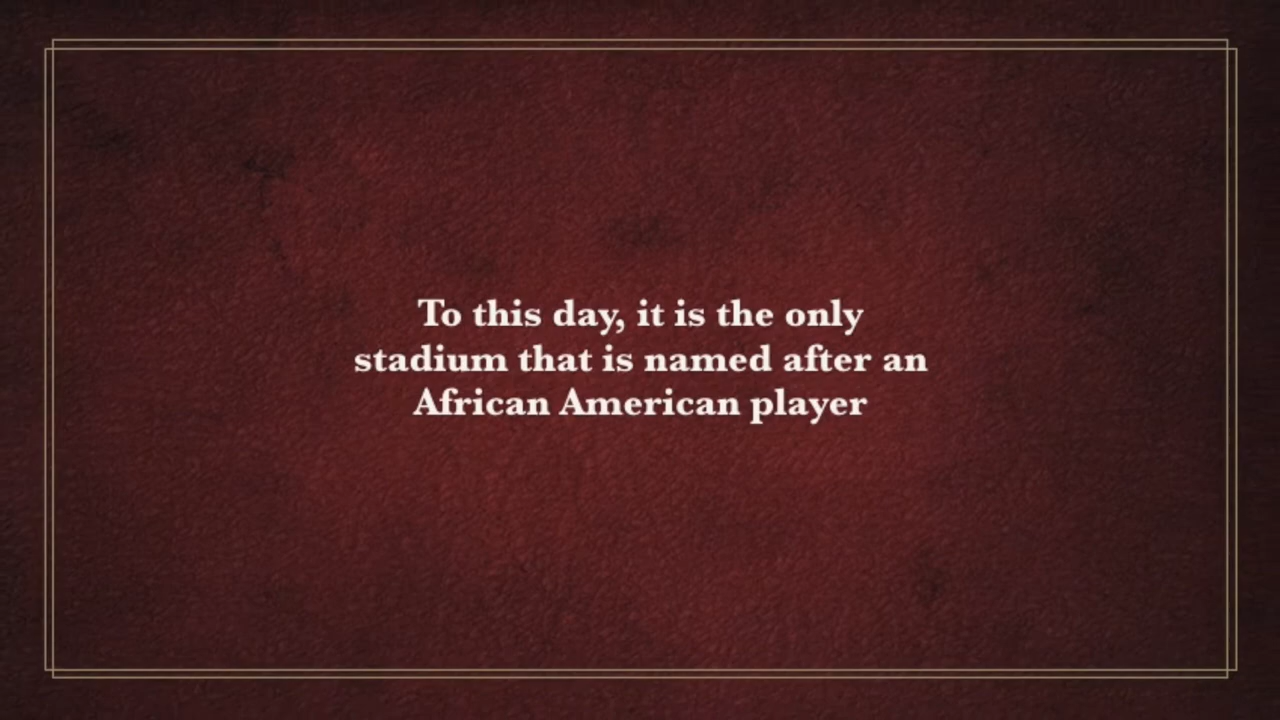 To this day, it is the only
stadium that is named after an
African American player